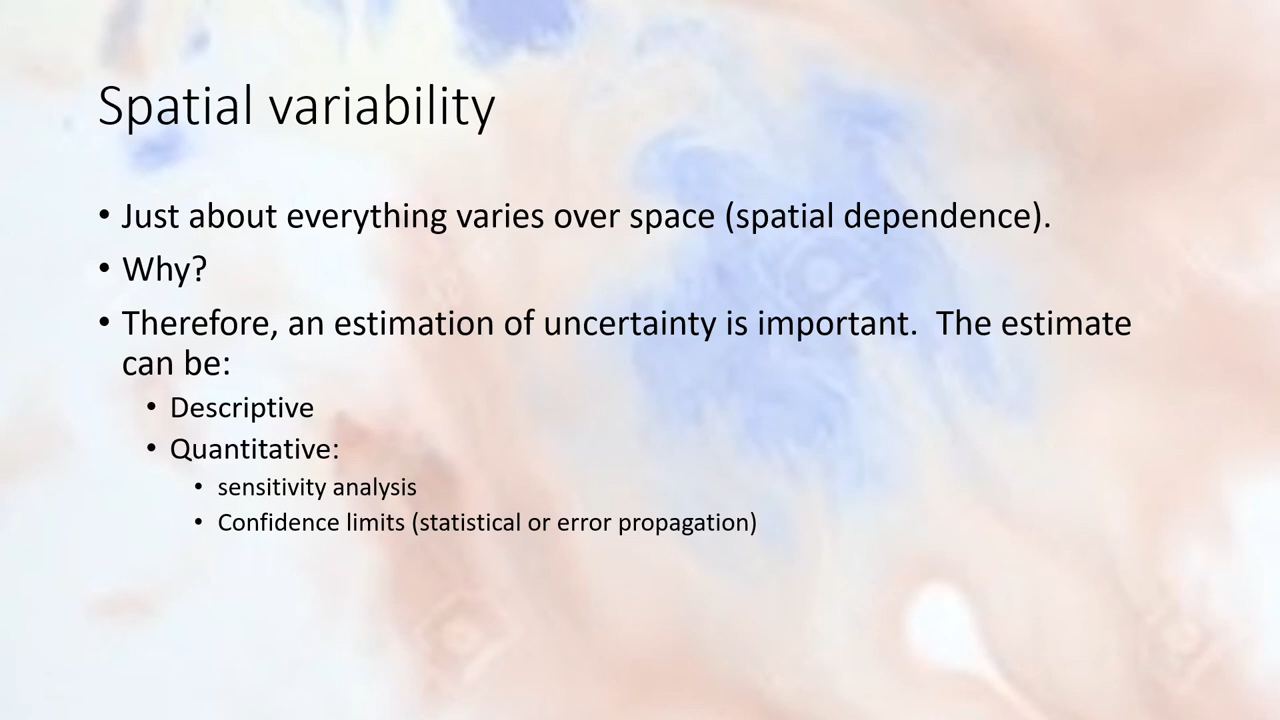 Spatial variability
• Just about everything varies over space (spatial dependence).
• Why?
• Therefore, an estimation of uncertainty is important.  The estimate
can be:
• Descriptive
• Quantitative:
• sensitivity analysis
• Confidence limits (statistical or error propagation)